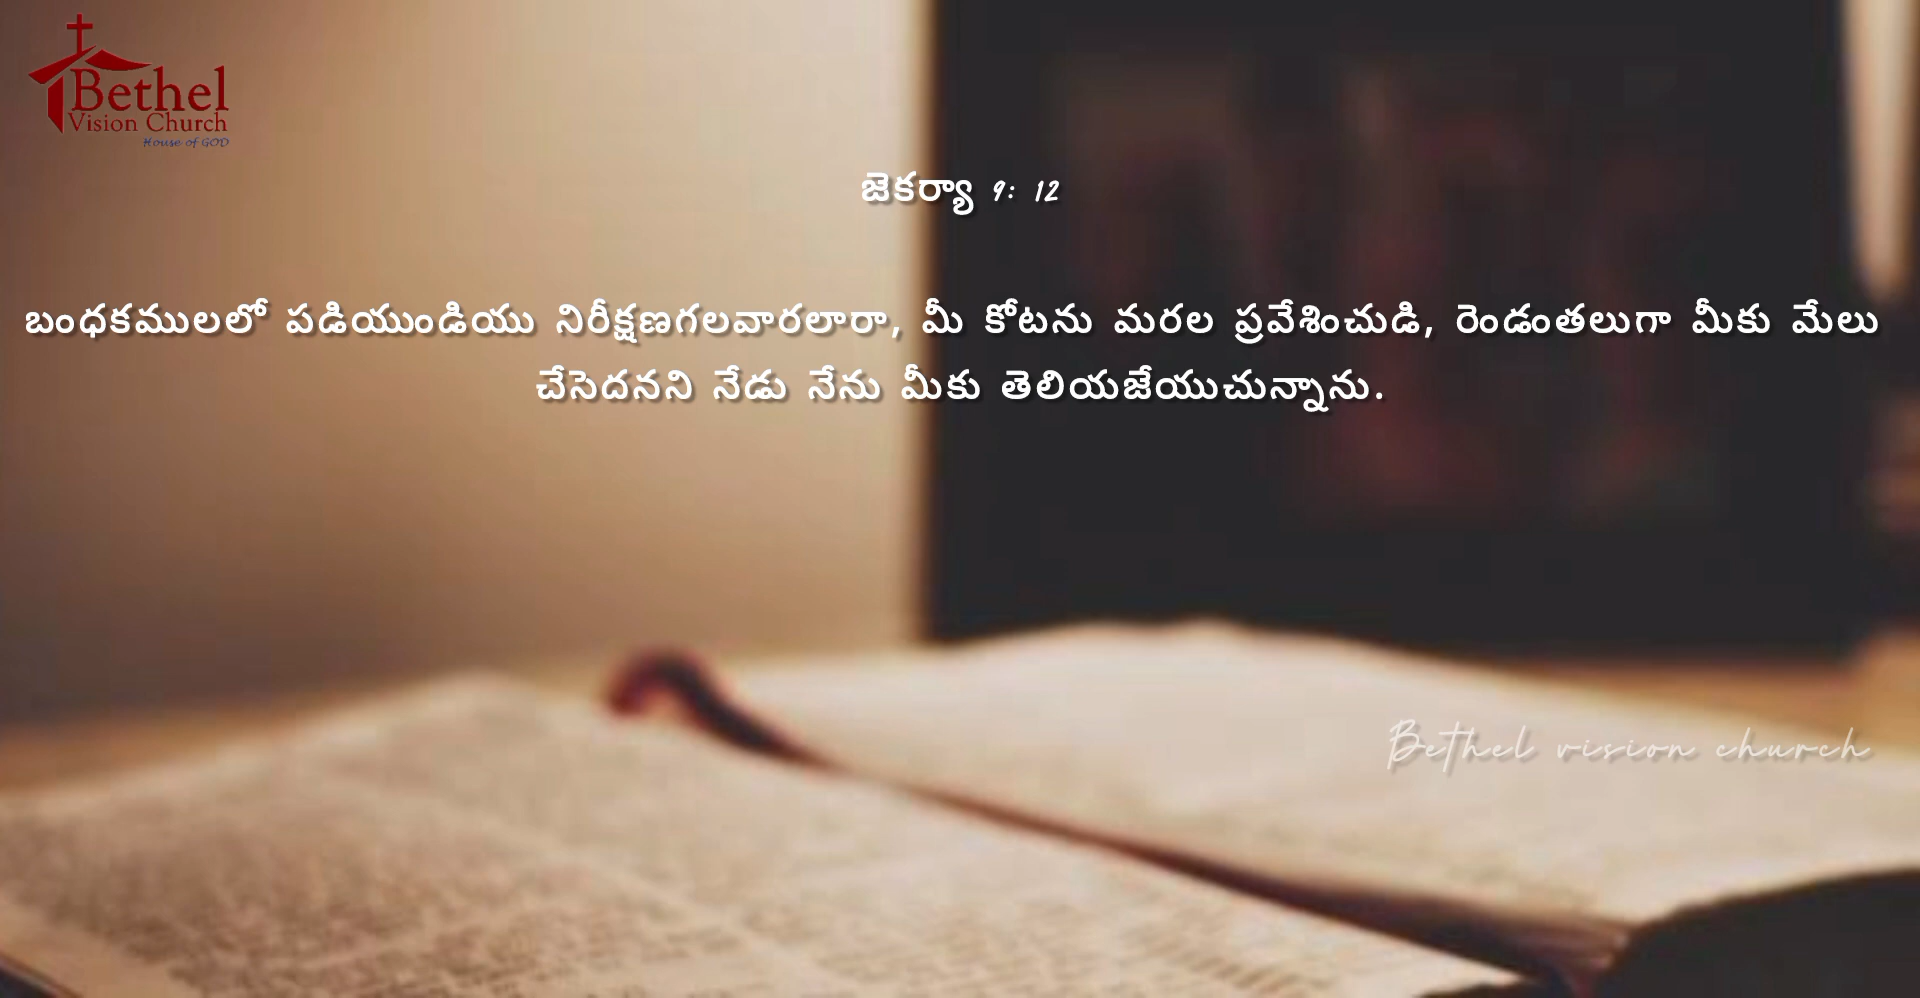 Bethel
Vision Church
House of GOD
జెకర్యా 9: 12
బంధకములలో పడియుండియు నిరీక్షణగలవారలారా, మీ కోటను మరల ప్రవేశించుడి, రెండంతలుగా మీకు మేలు
చేసెదనని నేడు నేను మీకు తెలియజేయుచున్నాను.
Bethel vision church